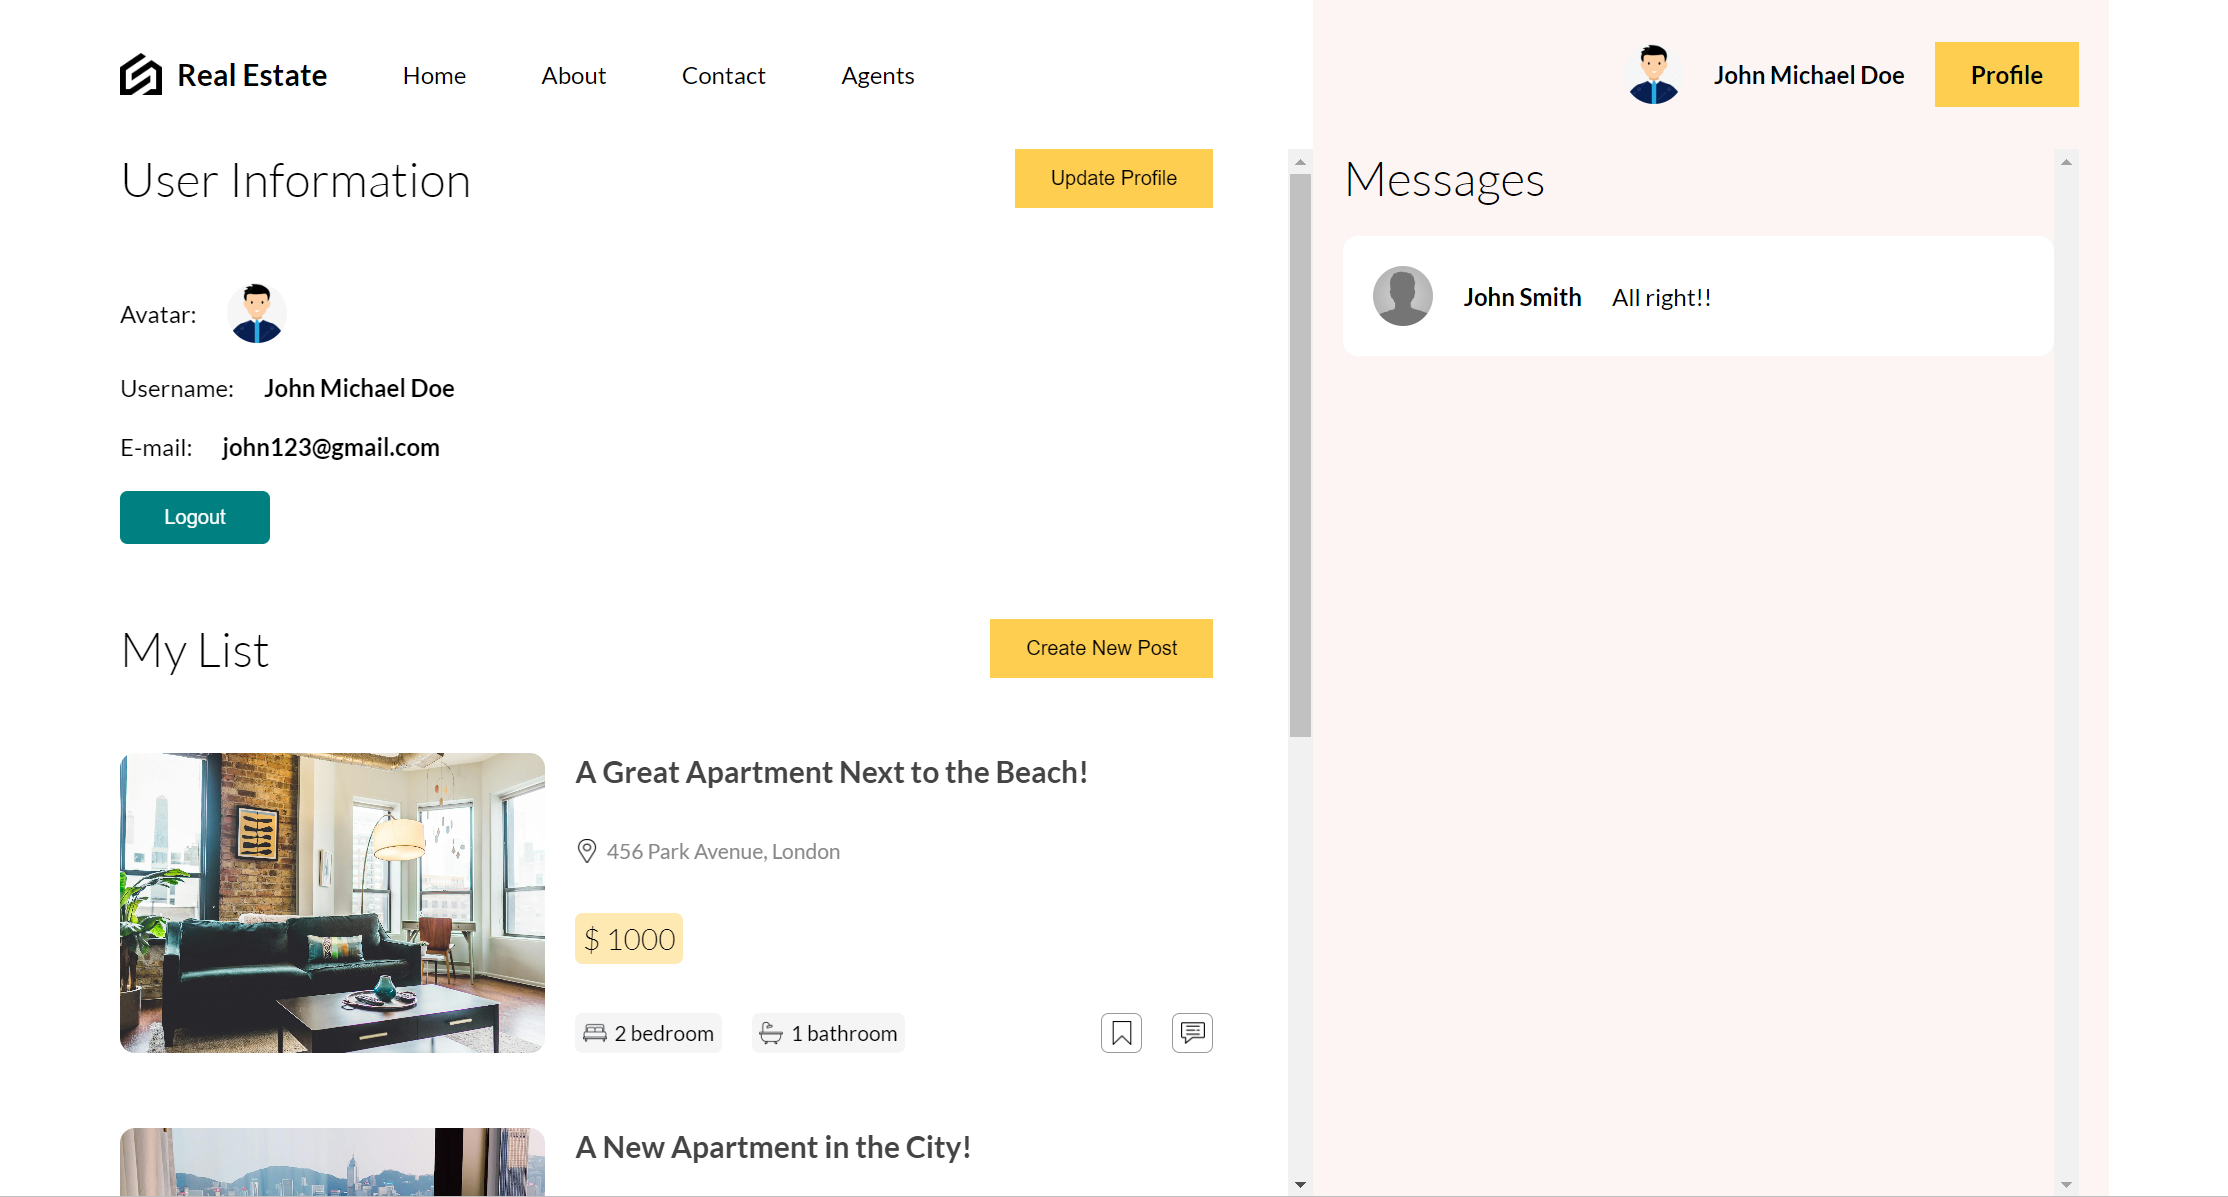 Real Estate
Home
About
Contact
Agents
John Michael Doe
Profile
User Information
Update Profile
Avatar:
Username: John Michael Doe
E-mail: john123@gmail.com
Logout
My List
Create New Post
A Great Apartment Next to the Beach!
456 Park Avenue, London
$ 1000
2 bedroom
1 bathroom
A New Apartment in the City!
Messages
John Smith
All right!!